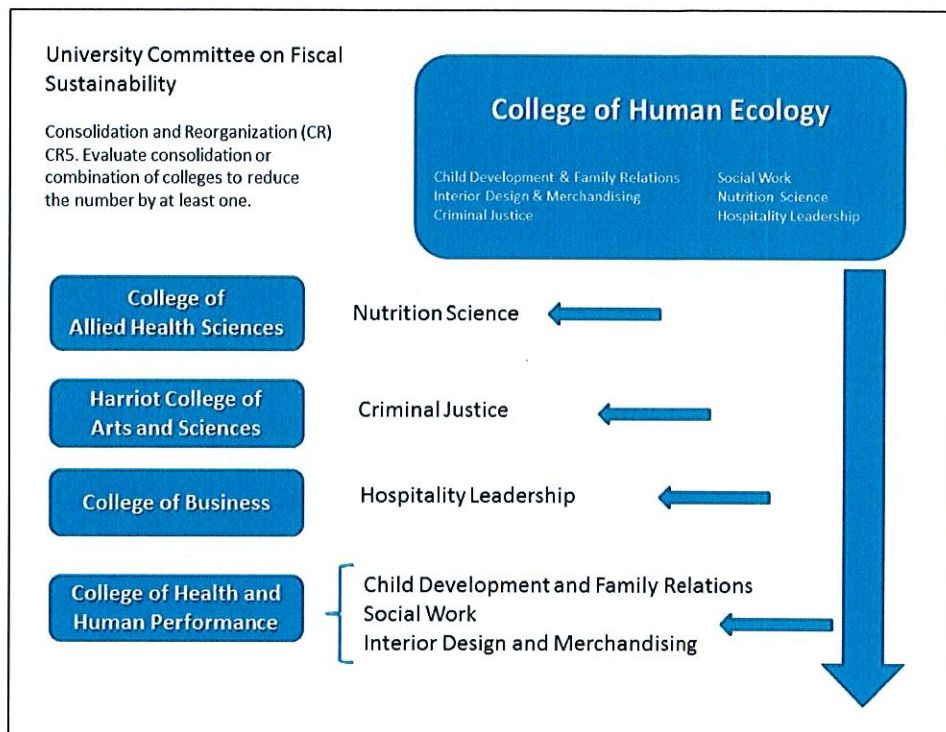 University Committee on Fiscal
Sustainability
Consolidation and Reorganization (CR)
CR5. Evaluate consolidation or
combination of colleges to reduce
the number by at least one.
College of Human Ecology
Child Development & Family Relations
Interior Design & Merchandising
Criminal Justice
Social Work
Nutrition Science
Hospitality Leadership
College of
Allied Health Sciences
Nutrition Science
Harriot College of
Arts and Sciences
Criminal Justice
College of Business
Hospitality Leadership
College of Health and
Human Performance
Child Development and Family Relations
Social Work
Interior Design and Merchandising